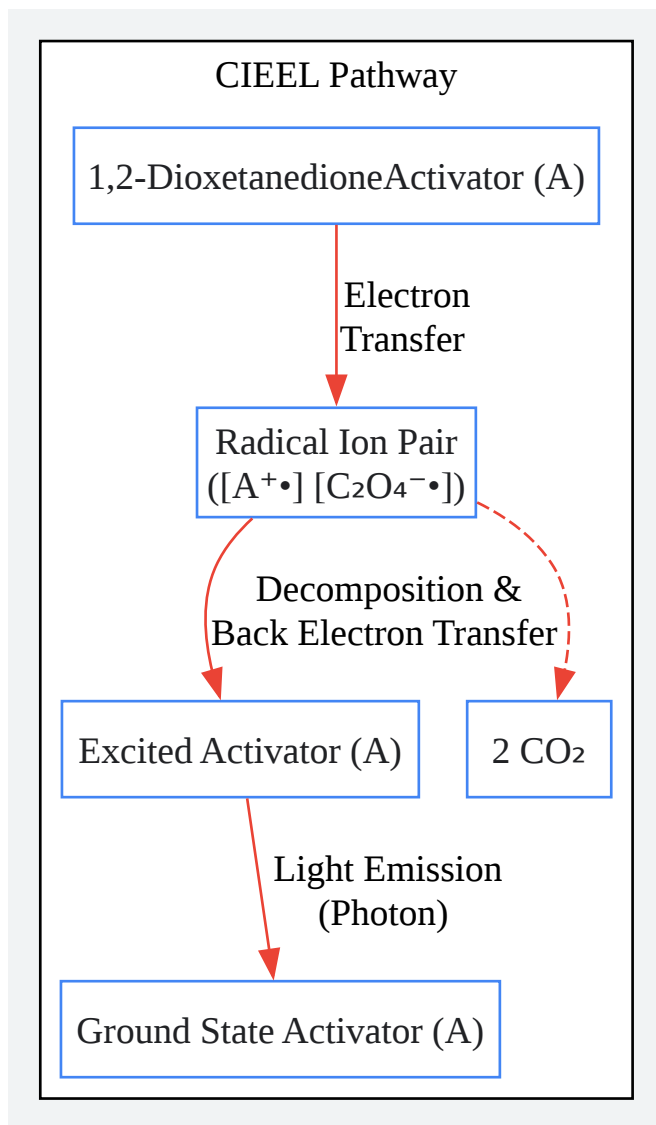 CIEEL Pathway
1,2-DioxetanedioneActivator (A)
Electron
Transfer
Radical Ion Pair
([A⁺•] [C₂O₄⁻•])
Decomposition &
Back Electron Transfer
Excited Activator (A)
2 CO₂
Light Emission
(Photon)
Ground State Activator (A)